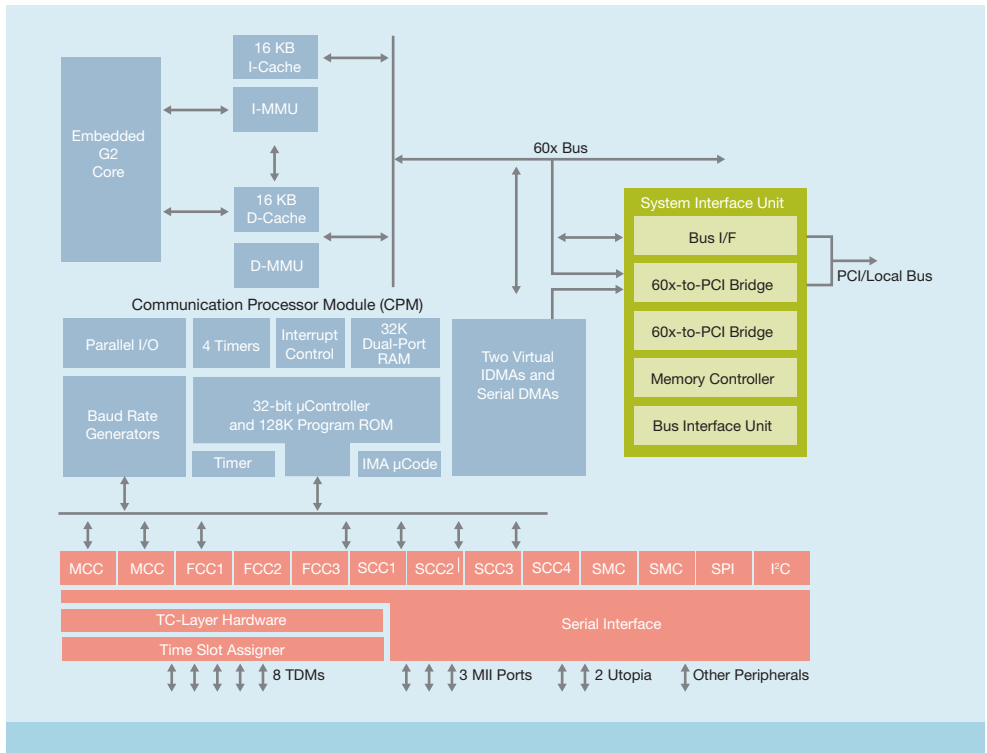 16 KB
I-Cache
I-MMU
Embedded
G2
Core
16 KB
D-Cache
D-MMU
60x Bus
System Interface Unit
Bus I/F
60x-to-PCI Bridge
60x-to-PCI Bridge
Memory Controller
Bus Interface Unit
PCI/Local Bus
Communication Processor Module (CPM)
Parallel I/O
4 Timers
Interrupt
Control
32K
Dual-Port
RAM
Baud Rate
Generators
32-bit µController
and 128K Program ROM
Timer
IMA µCode
Two Virtual
IDMAs and
Serial DMAs
MCC
MCC
FCC1
FCC2
FCC3
SCC1
SCC2
SCC3
SCC4
SMC
SMC
SPI
I²C
TC-Layer Hardware
Time Slot Assigner
Serial Interface
8 TDMs
3 MII Ports
2 Utopia
Other Peripherals